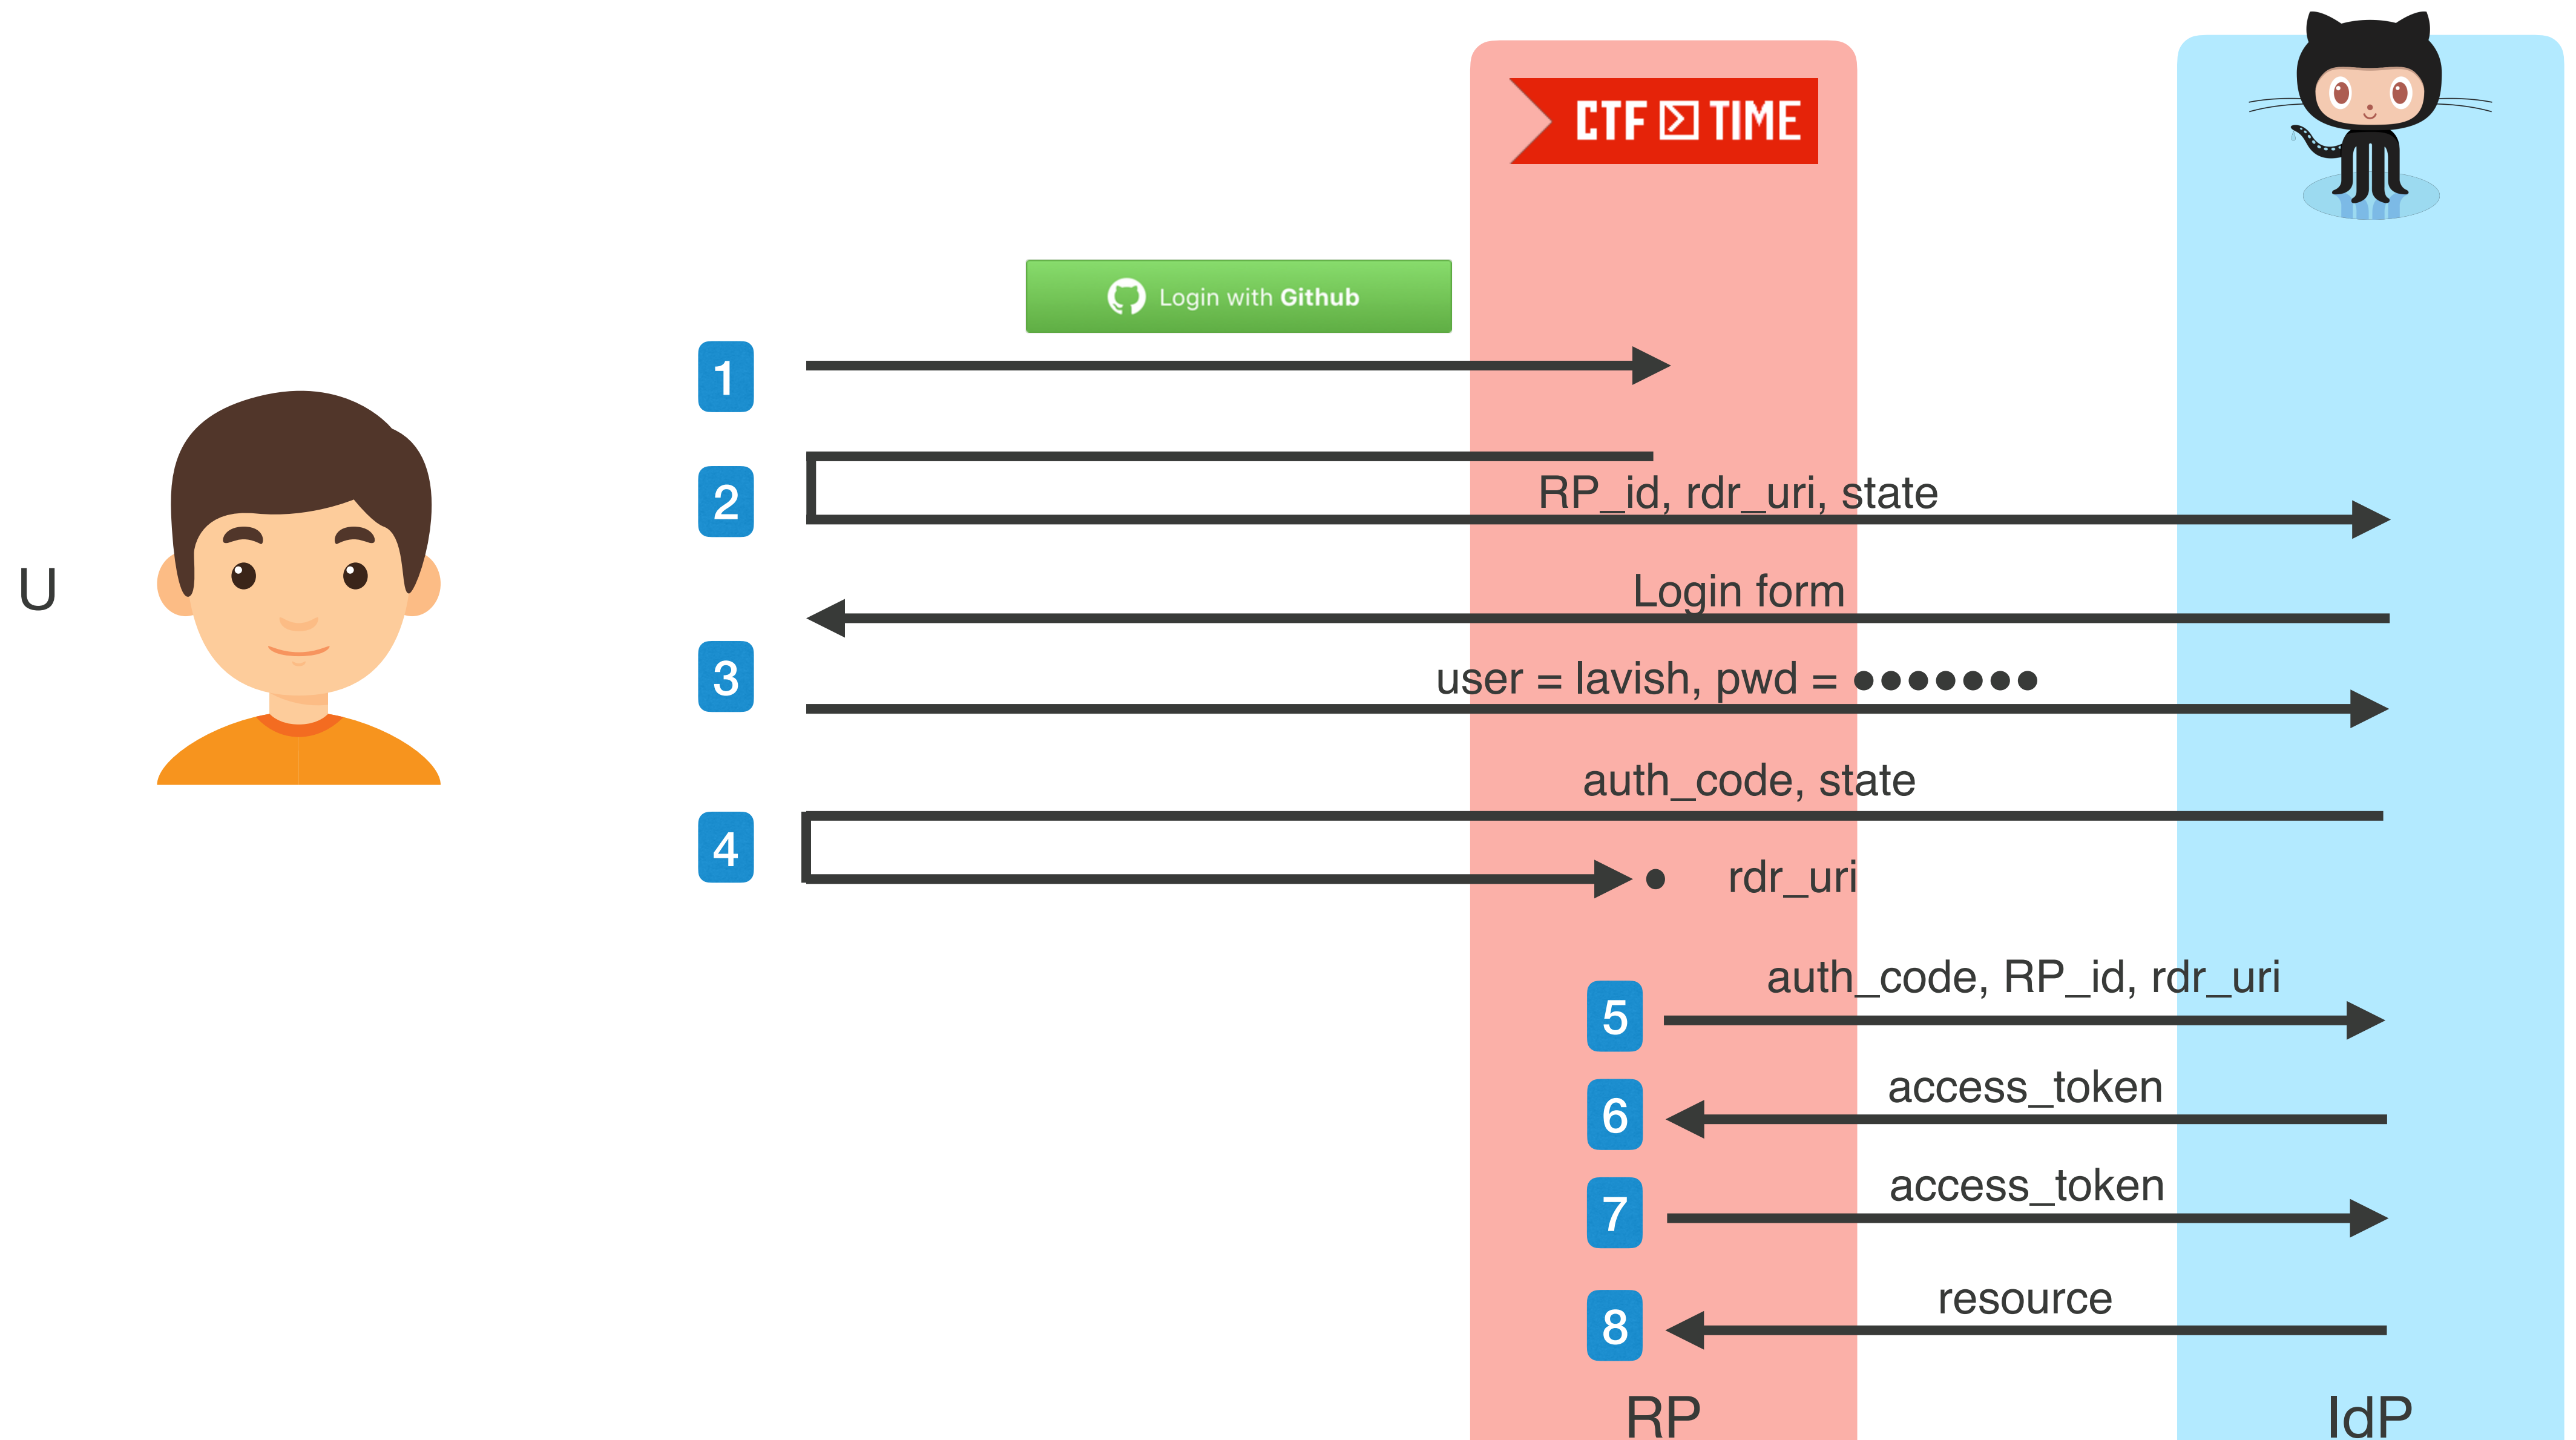 CTF TIME
Login with Github
1
2
RP_id, rdr_uri, state
Login form
U
3
user = lavish, pwd = •••••••
auth_code, state
4
• rdr_uri
auth_code, RP_id, rdr_uri
5
access_token
6
access_token
7
resource
8
RP
IdP